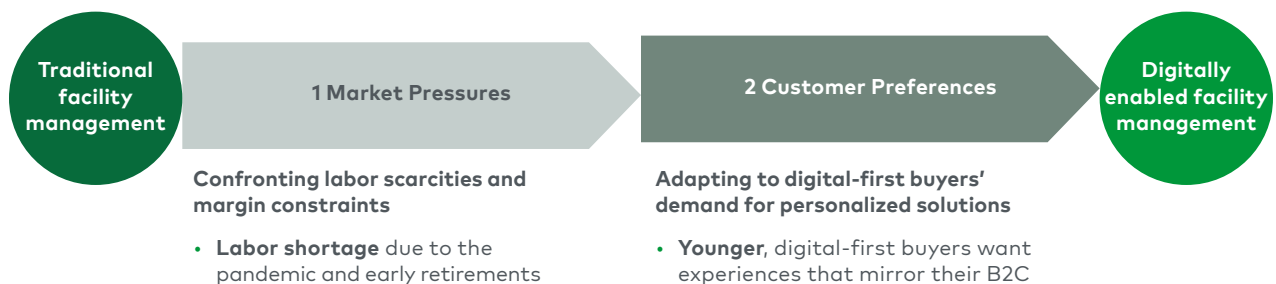 Traditional
facility
management
1 Market Pressures
2 Customer Preferences
Digitally
enabled facility
management
Confronting labor scarcities and
margin constraints
• Labor shortage due to the
pandemic and early retirements
Adapting to digital-first buyers’
demand for personalized solutions
• Younger, digital-first buyers want
experiences that mirror their B2C